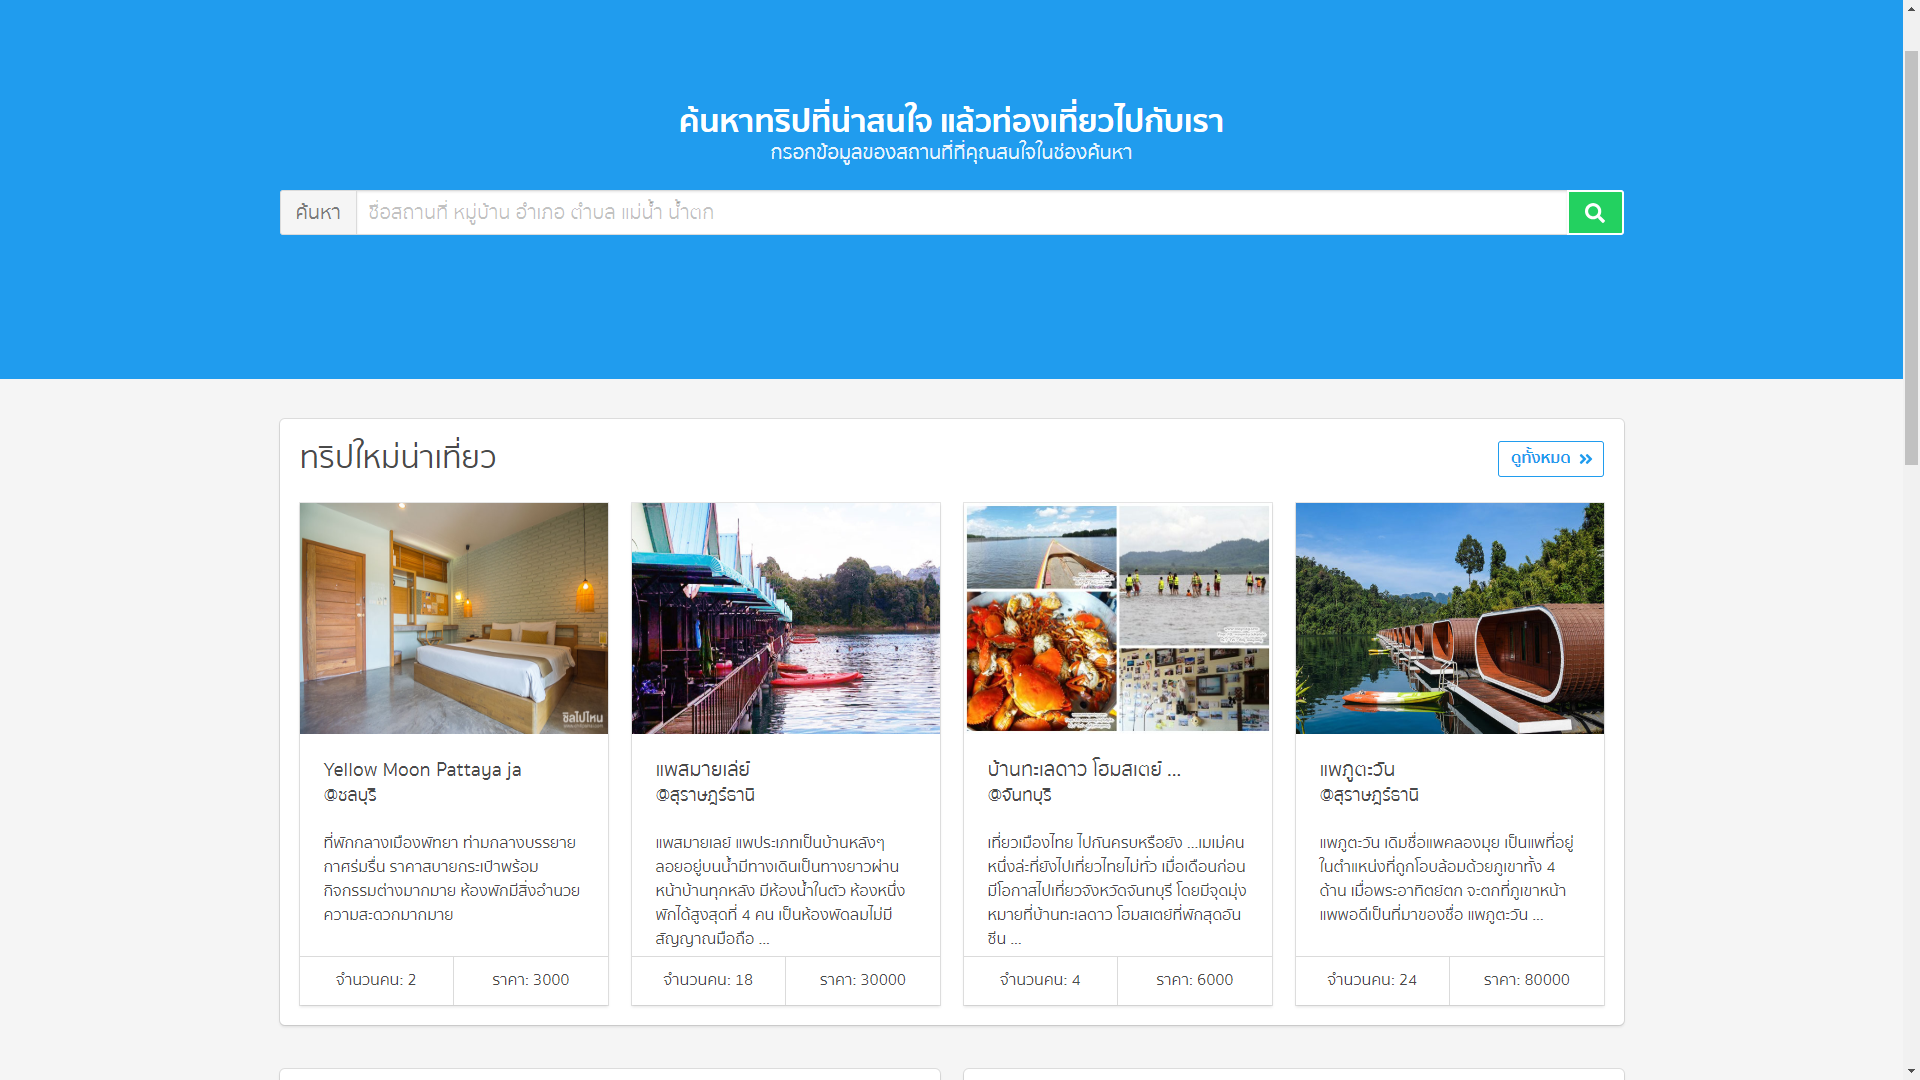 ค้นหาทริปที่น่าสนใจ แล้วท่องเที่ยวไปกับเรา
กรอกข้อมูลของสถานที่ที่คุณสนใจในช่องค้นหา
ค้นหา
ชื่อสถานที่ หมู่บ้าน อำเภอ ตำบล แม่น้ำ น้ำตก
ทริปใหม่น่าเที่ยว
ดูทั้งหมด
ชิลไปไหน
Yellow Moon Pattaya ja
@ชลบุรี
ที่พักกลางเมืองพัทยา ท่ามกลางบรรยาย
กาศร่มรื่น ราคาสบายกระเป๋าพร้อม
กิจกรรมต่างมากมาย ห้องพักมีสิ่งอำนวย
ความสะดวกมากมาย
จำนวนคน: 2
ราคา: 3000
แพสมายเล่ย์
@สุราษฎร์ธานี
แพสมายเลย์ แพประเภทเป็นบ้านหลังๆ
ลอยอยู่บนน้ำมีทางเดินเป็นทางยาวผ่าน
หน้าบ้านทุกหลัง มีห้องน้ำในตัว ห้องหนึ่ง
พักได้สูงสุดที่ 4 คน เป็นห้องพัดลมไม่มี
สัญญาณมือถือ ...
จำนวนคน: 18
ราคา: 30000
บ้านทะเลดาว โฮมสเตย์ ...
@จันทบุรี
เที่ยวเมืองไทย ไปกันครบหรือยัง ...เมเม่คน
หนึ่งล่ะที่ยังไปเที่ยวไทยไม่ทั่ว เมื่อเดือนก่อน
มีโอกาสไปเที่ยวจังหวัดจันทบุรี โดยมีจุดมุ่ง
หมายที่บ้านทะเลดาว โฮมสเตย์ที่พักสุดอัน
ซีน ...
จำนวนคน: 4
ราคา: 6000
แพภูตะวัน
@สุราษฎร์ธานี
แพภูตะวัน เดิมชื่อแพคลองมุย เป็นแพที่อยู่
ในตำแหน่งที่ถูกโอบล้อมด้วยภูเขาทั้ง 4
ด้าน เมื่อพระอาทิตย์ตก จะตกที่ภูเขาหน้า
แพพอดีเป็นที่มาของชื่อ แพภูตะวัน ...
จำนวนคน: 24
ราคา: 80000